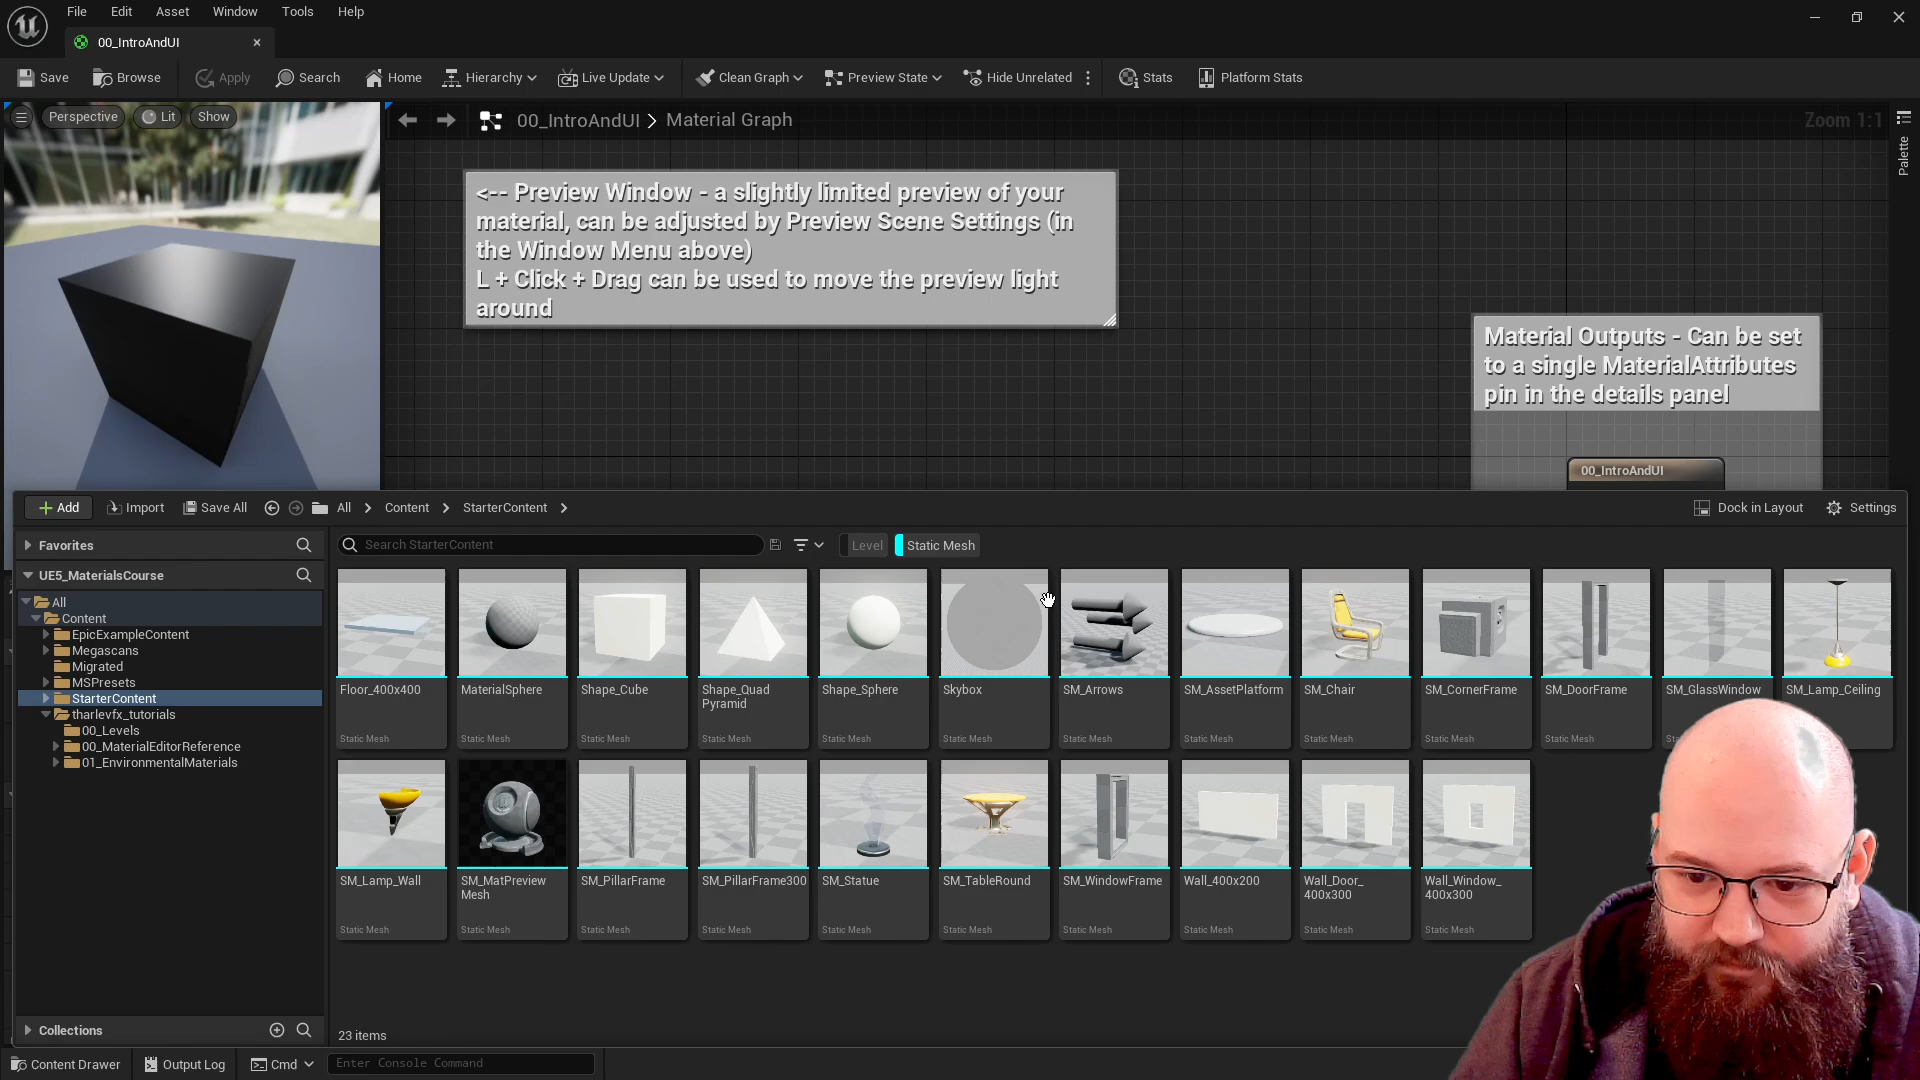 File Edit Asset Window Tools Help
00_IntroAndUI
Save Browse Apply Search Home Hierarchy Live Update Clean Graph Preview State Hide Unrelated Stats Platform Stats
Perspective Lit Show
00_IntroAndUI > Material Graph
Zoom 1:1
Palette
<-- Preview Window - a slightly limited preview of your
material, can be adjusted by Preview Scene Settings (in
the Window Menu above)
L + Click + Drag can be used to move the preview light
around
Material Outputs - Can be set
to a single MaterialAttributes
pin in the details panel
00_IntroAndUI
Add Import Save All All > Content > StarterContent >
Dock in Layout Settings
Favorites
Search StarterContent
Level Static Mesh
UE5_MaterialsCourse
All
Content
EpicExampleContent
Megascans
Migrated
MSPresets
StarterContent
tharlevfx_tutorials
00_Levels
00_MaterialEditorReference
01_EnvironmentalMaterials
Floor_400x400
Static Mesh
MaterialSphere
Static Mesh
Shape_Cube
Static Mesh
Shape_Quad
Pyramid
Static Mesh
Shape_Sphere
Static Mesh
Skybox
Static Mesh
SM_Arrows
Static Mesh
SM_AssetPlatform
Static Mesh
SM_Chair
Static Mesh
SM_CornerFrame
Static Mesh
SM_DoorFrame
Static Mesh
SM_GlassWindow
SM_Lamp_Ceiling
SM_Lamp_Wall
Static Mesh
SM_MatPreview
Mesh
Static Mesh
SM_PillarFrame
Static Mesh
SM_PillarFrame300
Static Mesh
SM_Statue
Static Mesh
SM_TableRound
Static Mesh
SM_WindowFrame
Static Mesh
Wall_400x200
Static Mesh
Wall_Door_
400x300
Static Mesh
Wall_Window_
400x300
Static Mesh
Collections
23 items
Content Drawer Output Log Cmd Enter Console Command